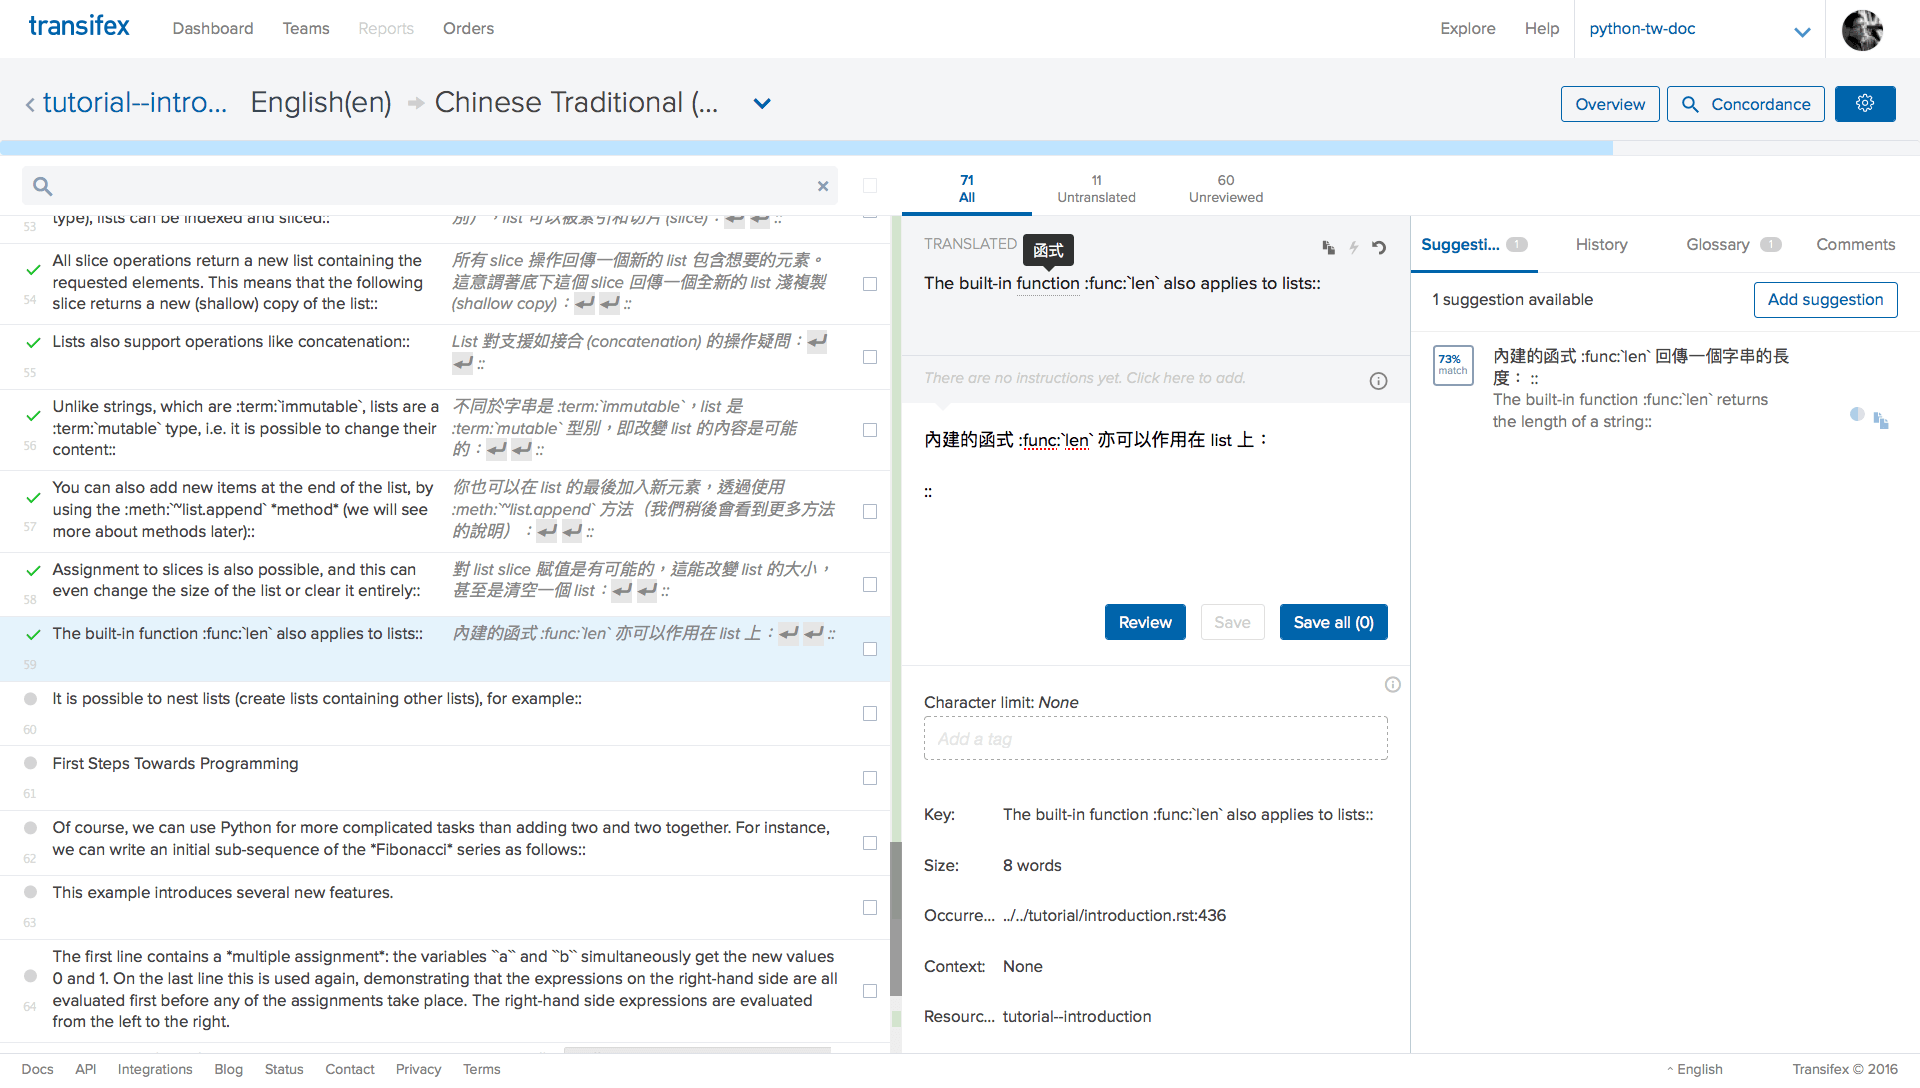 transifex
Dashboard Teams Reports Orders
Explore Help python-tw-doc
tutorial--intro... English(en) Chinese Traditional (...
Overview Concordance
53
type), lists can be indexed and sliced::
別），list 可以被索引和切片 (slice)： ::
54
All slice operations return a new list containing the
requested elements. This means that the following
slice returns a new (shallow) copy of the list::
所有 slice 操作回傳一個新的 list 包含想要的元素。
這意謂著底下這個 slice 回傳一個全新的 list 淺複製
(shallow copy)： ::
55
Lists also support operations like concatenation::
List 對支援如接合 (concatenation) 的操作疑問：
::
56
Unlike strings, which are :term:`immutable`, lists are a
:term:`mutable` type, i.e. it is possible to change their
content::
不同於字串是 :term:`immutable`，list 是
:term:`mutable` 型別，即改變 list 的內容是可能
的： ::
57
You can also add new items at the end of the list, by
using the :meth:`~list.append` *method* (we will see
more about methods later)::
你也可以在 list 的最後加入新元素，透過使用
:meth:`~list.append` 方法（我們稍後會看到更多方法
的說明）： ::
58
Assignment to slices is also possible, and this can
even change the size of the list or clear it entirely::
對 list slice 賦值是有可能的，這能改變 list 的大小，
甚至是清空一個 list： ::
59
The built-in function :func:`len` also applies to lists::
內建的函式 :func:`len` 亦可以作用在 list 上： ::
60
It is possible to nest lists (create lists containing other lists), for example::
61
First Steps Towards Programming
62
Of course, we can use Python for more complicated tasks than adding two and two together. For instance,
we can write an initial sub-sequence of the *Fibonacci* series as follows::
63
This example introduces several new features.
64
The first line contains a *multiple assignment*: the variables ``a`` and ``b`` simultaneously get the new values
0 and 1. On the last line this is used again, demonstrating that the expressions on the right-hand side are all
evaluated first before any of the assignments take place. The right-hand side expressions are evaluated
from the left to the right.
71
All
11
Untranslated
60
Unreviewed
TRANSLATED
函式
The built-in function :func:`len` also applies to lists::
There are no instructions yet. Click here to add.
內建的函式 :func:`len` 亦可以作用在 list 上：
::
Review Save Save all (0)
Character limit: None
Add a tag
Key: The built-in function :func:`len` also applies to lists::
Size: 8 words
Occurre... ../../tutorial/introduction.rst:436
Context: None
Resourc... tutorial--introduction
Suggesti... 1 History Glossary 1 Comments
1 suggestion available Add suggestion
73%
match
內建的函式 :func:`len` 回傳一個字串的長
度： ::
The built-in function :func:`len` returns
the length of a string::
Docs API Integrations Blog Status Contact Privacy Terms
English Transifex © 2016